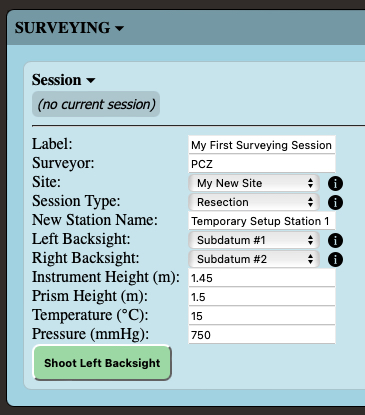 SURVEYING
Session
(no current session)
Label: My First Surveying Session
Surveyor: PCZ
Site: My New Site
Session Type: Resection
New Station Name: Temporary Setup Station 1
Left Backsight: Subdatum #1
Right Backsight: Subdatum #2
Instrument Height (m): 1.45
Prism Height (m): 1.5
Temperature (°C): 15
Pressure (mmHg): 750
Shoot Left Backsight